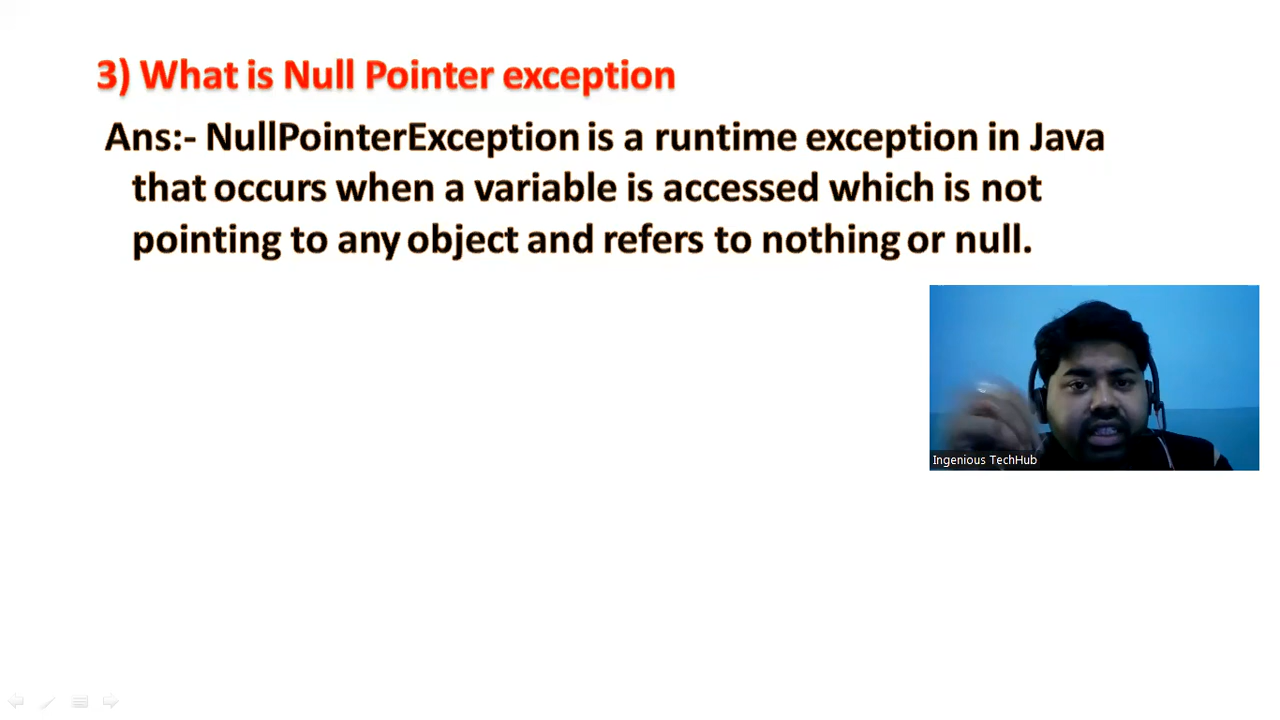 3) What is Null Pointer exception
Ans:- NullPointerException is a runtime exception in Java
that occurs when a variable is accessed which is not
pointing to any object and refers to nothing or null.
Ingenious TechHub